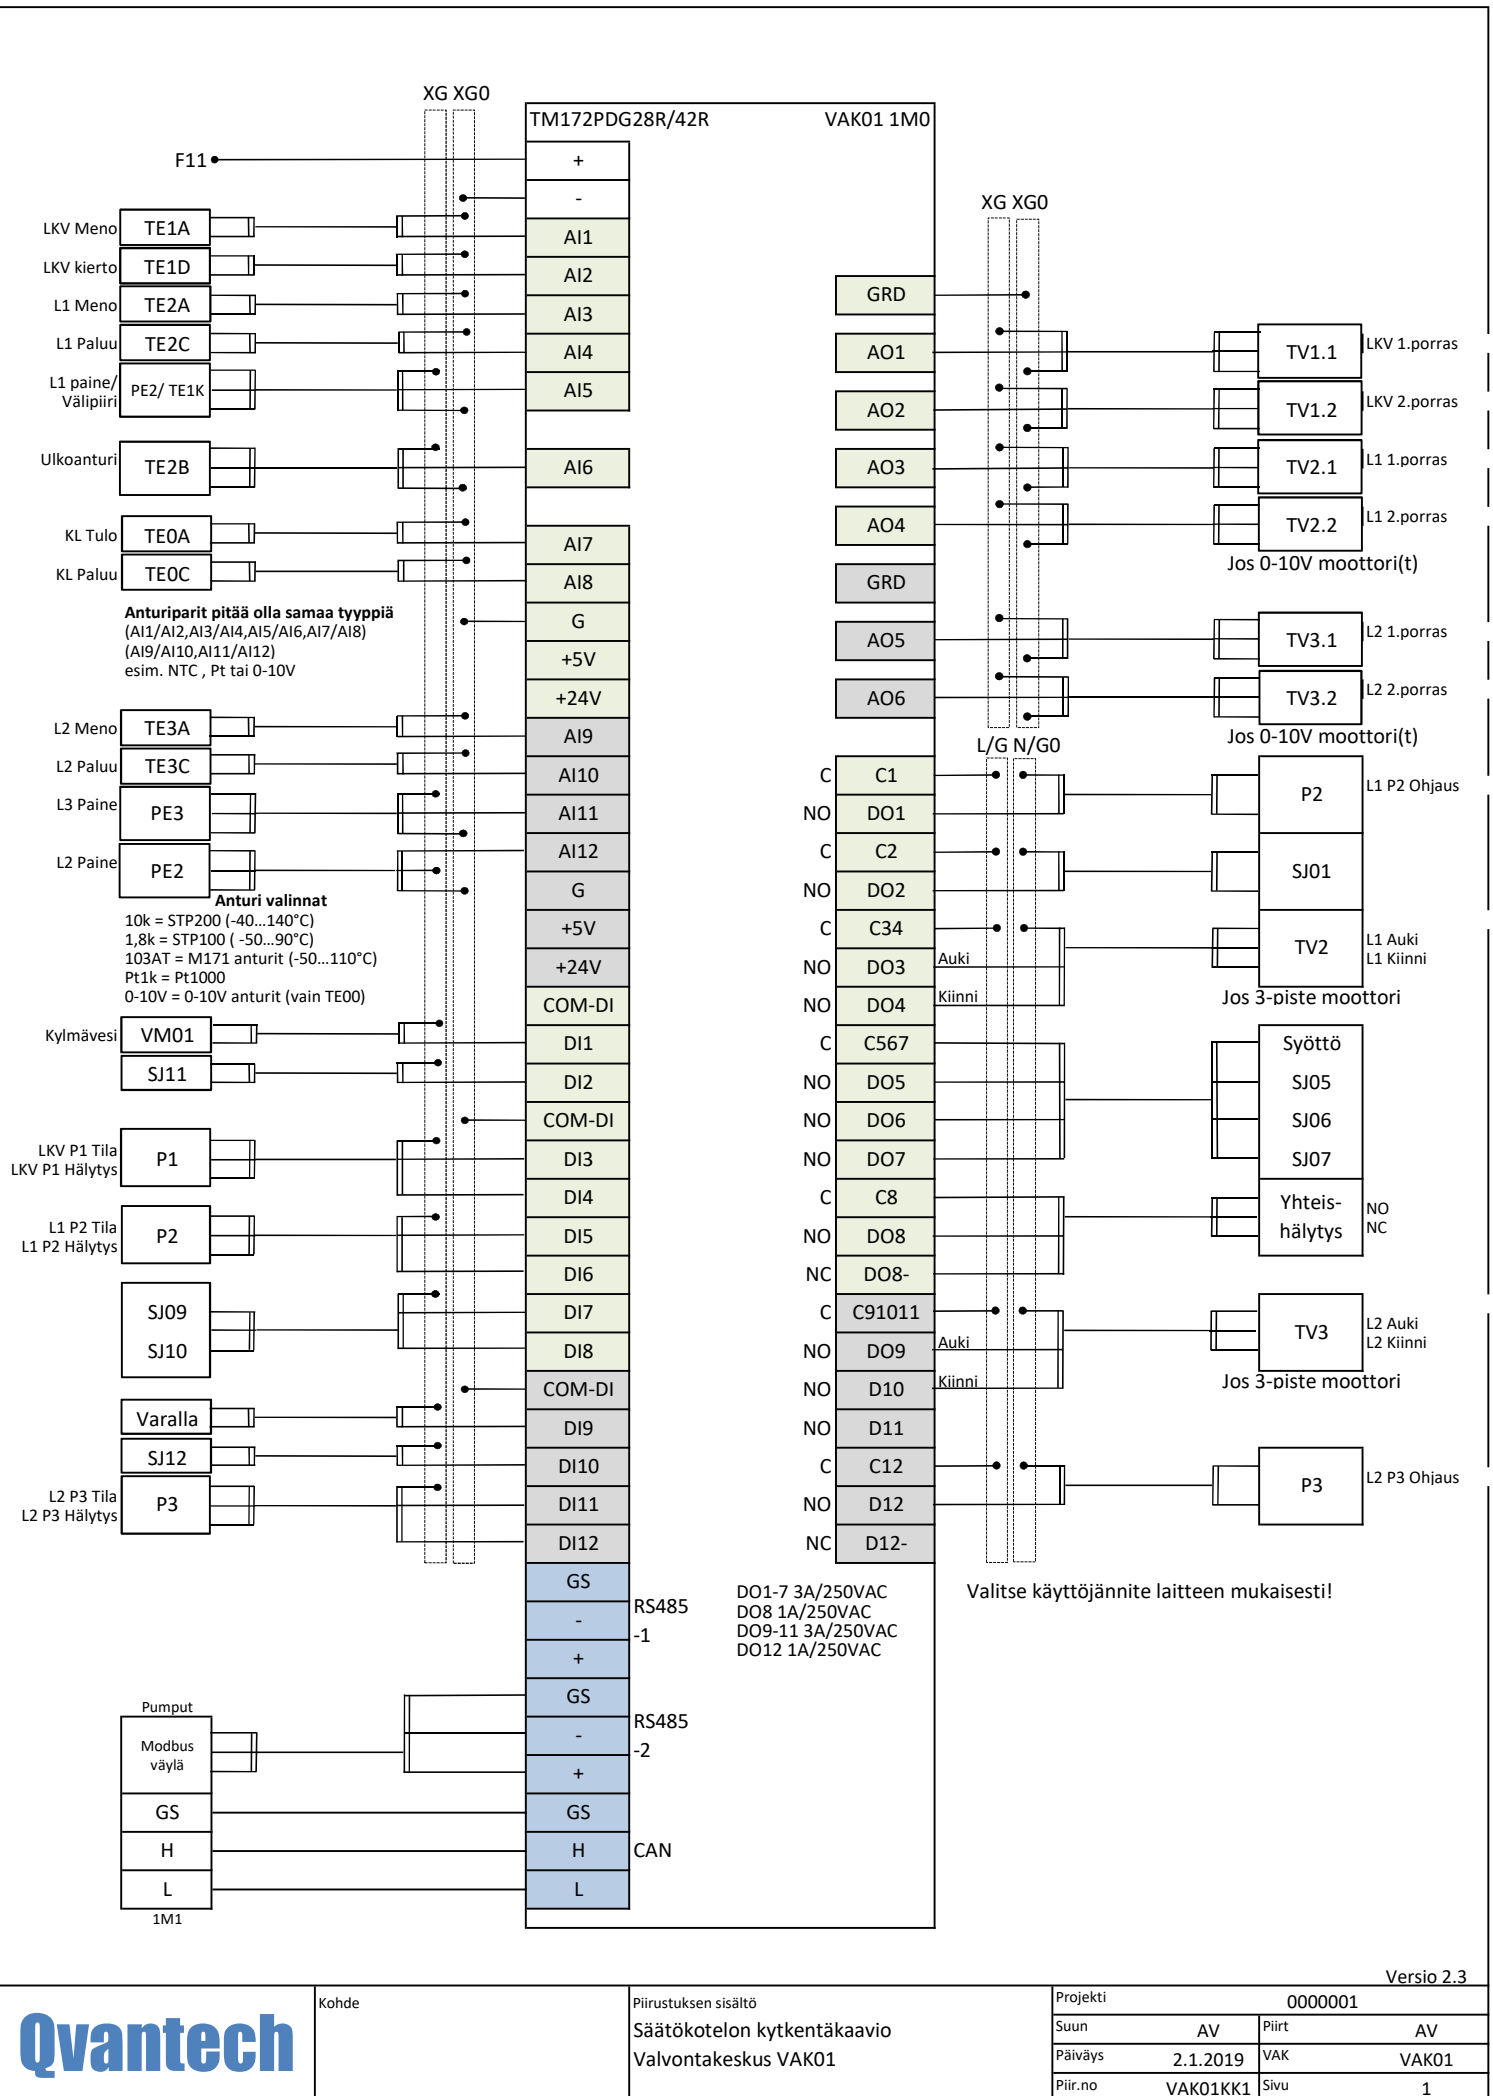 XG XG0
TM172PDG28R/42R
VAK01 1M0
F11
+
-
LKV Meno
TE1A
AI1
LKV kierto
TE1D
AI2
L1 Meno
TE2A
AI3
L1 Paluu
TE2C
AI4
L1 paine/
Välipiiri
PE2/ TE1K
AI5
Ulkoanturi
TE2B
AI6
KL Tulo
TE0A
AI7
KL Paluu
TE0C
AI8
Anturiparit pitää olla samaa tyyppiä
(AI1/AI2,AI3/AI4,AI5/AI6,AI7/AI8)
(AI9/AI10,AI11/AI12)
esim. NTC , Pt tai 0-10V
G
+5V
+24V
L2 Meno
TE3A
AI9
L2 Paluu
TE3C
AI10
L3 Paine
PE3
AI11
L2 Paine
PE2
AI12
G
+5V
+24V
Anturi valinnat
10k = STP200 (-40...140°C)
1,8k = STP100 ( -50...90°C)
103AT = M171 anturit (-50...110°C)
Pt1k = Pt1000
0-10V = 0-10V anturit (vain TE00)
COM-DI
Kylmävesi
VM01
DI1
SJ11
DI2
COM-DI
LKV P1 Tila
LKV P1 Hälytys
P1
DI3
DI4
L1 P2 Tila
L1 P2 Hälytys
P2
DI5
DI6
SJ09
SJ10
DI7
DI8
COM-DI
Varalla
DI9
SJ12
DI10
L2 P3 Tila
L2 P3 Hälytys
P3
DI11
DI12
GS
-
+
RS485
-1
GS
-
+
RS485
-2
Pumput
Modbus
väylä
GS
GS
H
H
CAN
L
L
1M1
XG XG0
GRD
AO1
TV1.1
LKV 1.porras
AO2
TV1.2
LKV 2.porras
AO3
TV2.1
L1 1.porras
AO4
TV2.2
L1 2.porras
Jos 0-10V moottori(t)
GRD
AO5
TV3.1
L2 1.porras
AO6
TV3.2
L2 2.porras
Jos 0-10V moottori(t)
L/G N/G0
C
C1
NO
DO1
P2
L1 P2 Ohjaus
C
C2
NO
DO2
SJ01
C
C34
NO
DO3
Auki
NO
DO4
Kiinni
TV2
L1 Auki
L1 Kiinni
Jos 3-piste moottori
C
C567
Syöttö
NO
DO5
SJ05
NO
DO6
SJ06
NO
DO7
SJ07
C
C8
NO
DO8
NC
DO8-
Yhteis-
hälytys
NO
NC
C
C91011
NO
DO9
Auki
NO
D10
Kiinni
TV3
L2 Auki
L2 Kiinni
Jos 3-piste moottori
NO
D11
C
C12
NO
D12
NC
D12-
P3
L2 P3 Ohjaus
DO1-7 3A/250VAC
DO8 1A/250VAC
DO9-11 3A/250VAC
DO12 1A/250VAC
Valitse käyttöjännite laitteen mukaisesti!
Versio 2.3
Qvantech
Kohde
Piirustuksen sisältö
Säätökotelon kytkentäkaavio
Valvontakeskus VAK01
Projekti
0000001
Suun
AV
Piirt
AV
Päiväys
2.1.2019
VAK
VAK01
Piir.no
VAK01KK1
Sivu
1